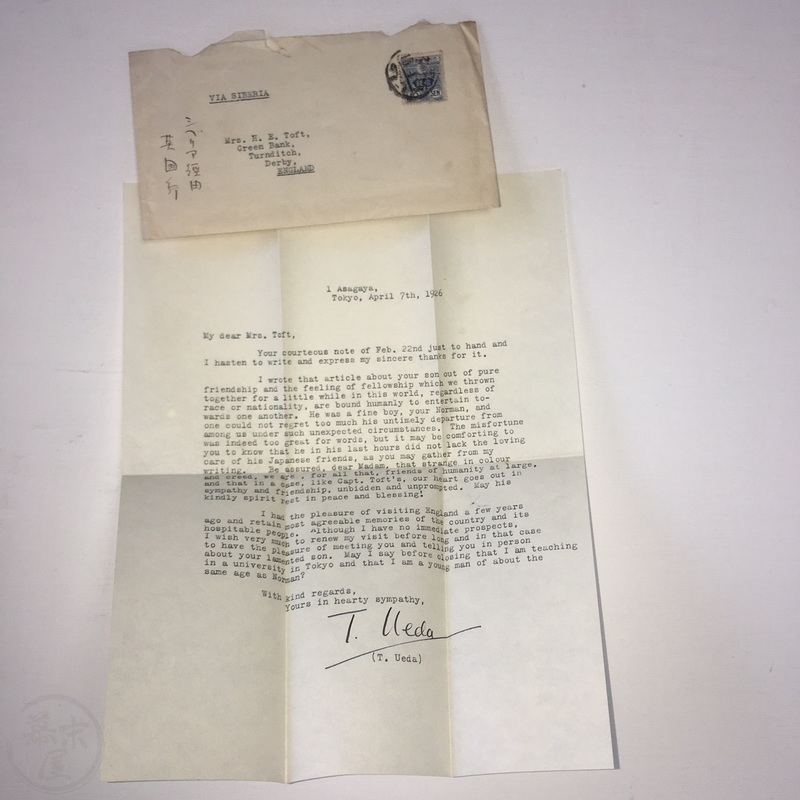 VIA SIBERIA
シベリア経由
英国行
Mrs. R. E. Toft,
Green Bank,
Turnditch,
Derby,
ENGLAND
1 Asagaya,
Tokyo, April 7th, 1926
My dear Mrs. Toft,
Your courteous note of Feb. 22nd just to hand and
I hasten to write and express my sincere thanks for it.
I wrote that article about your son out of pure
friendship and the feeling of fellowship which we thrown
together for a little while in this world, regardless of
race or nationality, are bound humanly to entertain to-
wards one another. He was a fine boy, your Norman, and
one could not regret too much his untimely departure from
among us under such unexpected circumstances. The misfortune
was indeed too great for words, but it may be comforting to
you to know that he in his last hours did not lack the loving
care of his Japanese friends, as you may gather from my
writing. Be assured, dear Madam, that strange in colour
and creed, we are, for all that, friends of humanity at large,
and that in a case, like Capt. Toft's, our heart goes out in
sympathy and friendship, unbidden and unprompted. May his
kindly spirit rest in peace and blessing!
I had the pleasure of visiting England a few years
ago and retain most agreeable memories of the country and its
hospitable people. Although I have no immediate prospects,
I wish very much to renew my visit before long and in that case
to have the pleasure of meeting you and telling you in person
about your lamented son. May I say before closing that I am teaching
in a university in Tokyo and that I am a young man of about the
same age as Norman?
With kind regards,
Yours in hearty sympathy,
T. Ueda
(T. Ueda)
幕末屋